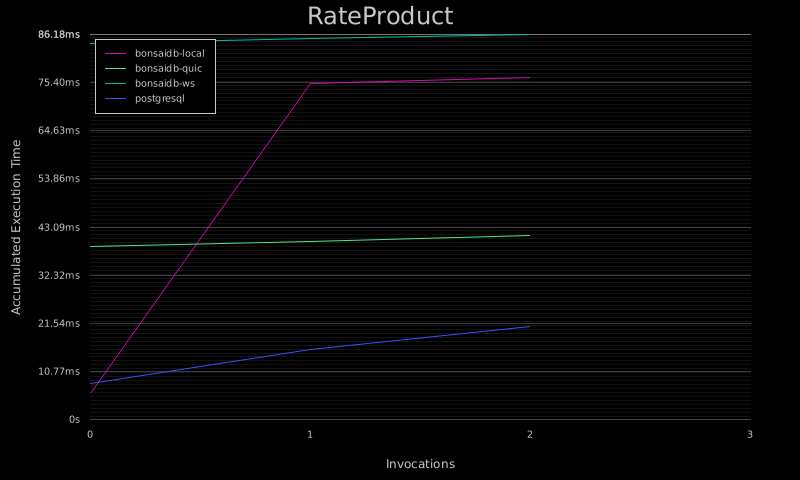 RateProduct
86.18ms
75.40ms
64.63ms
53.86ms
43.09ms
32.32ms
21.54ms
10.77ms
0s
Accumulated Execution Time
bonsaidb-local
bonsaidb-quic
bonsaidb-ws
postgresql
0 1 2 3
Invocations